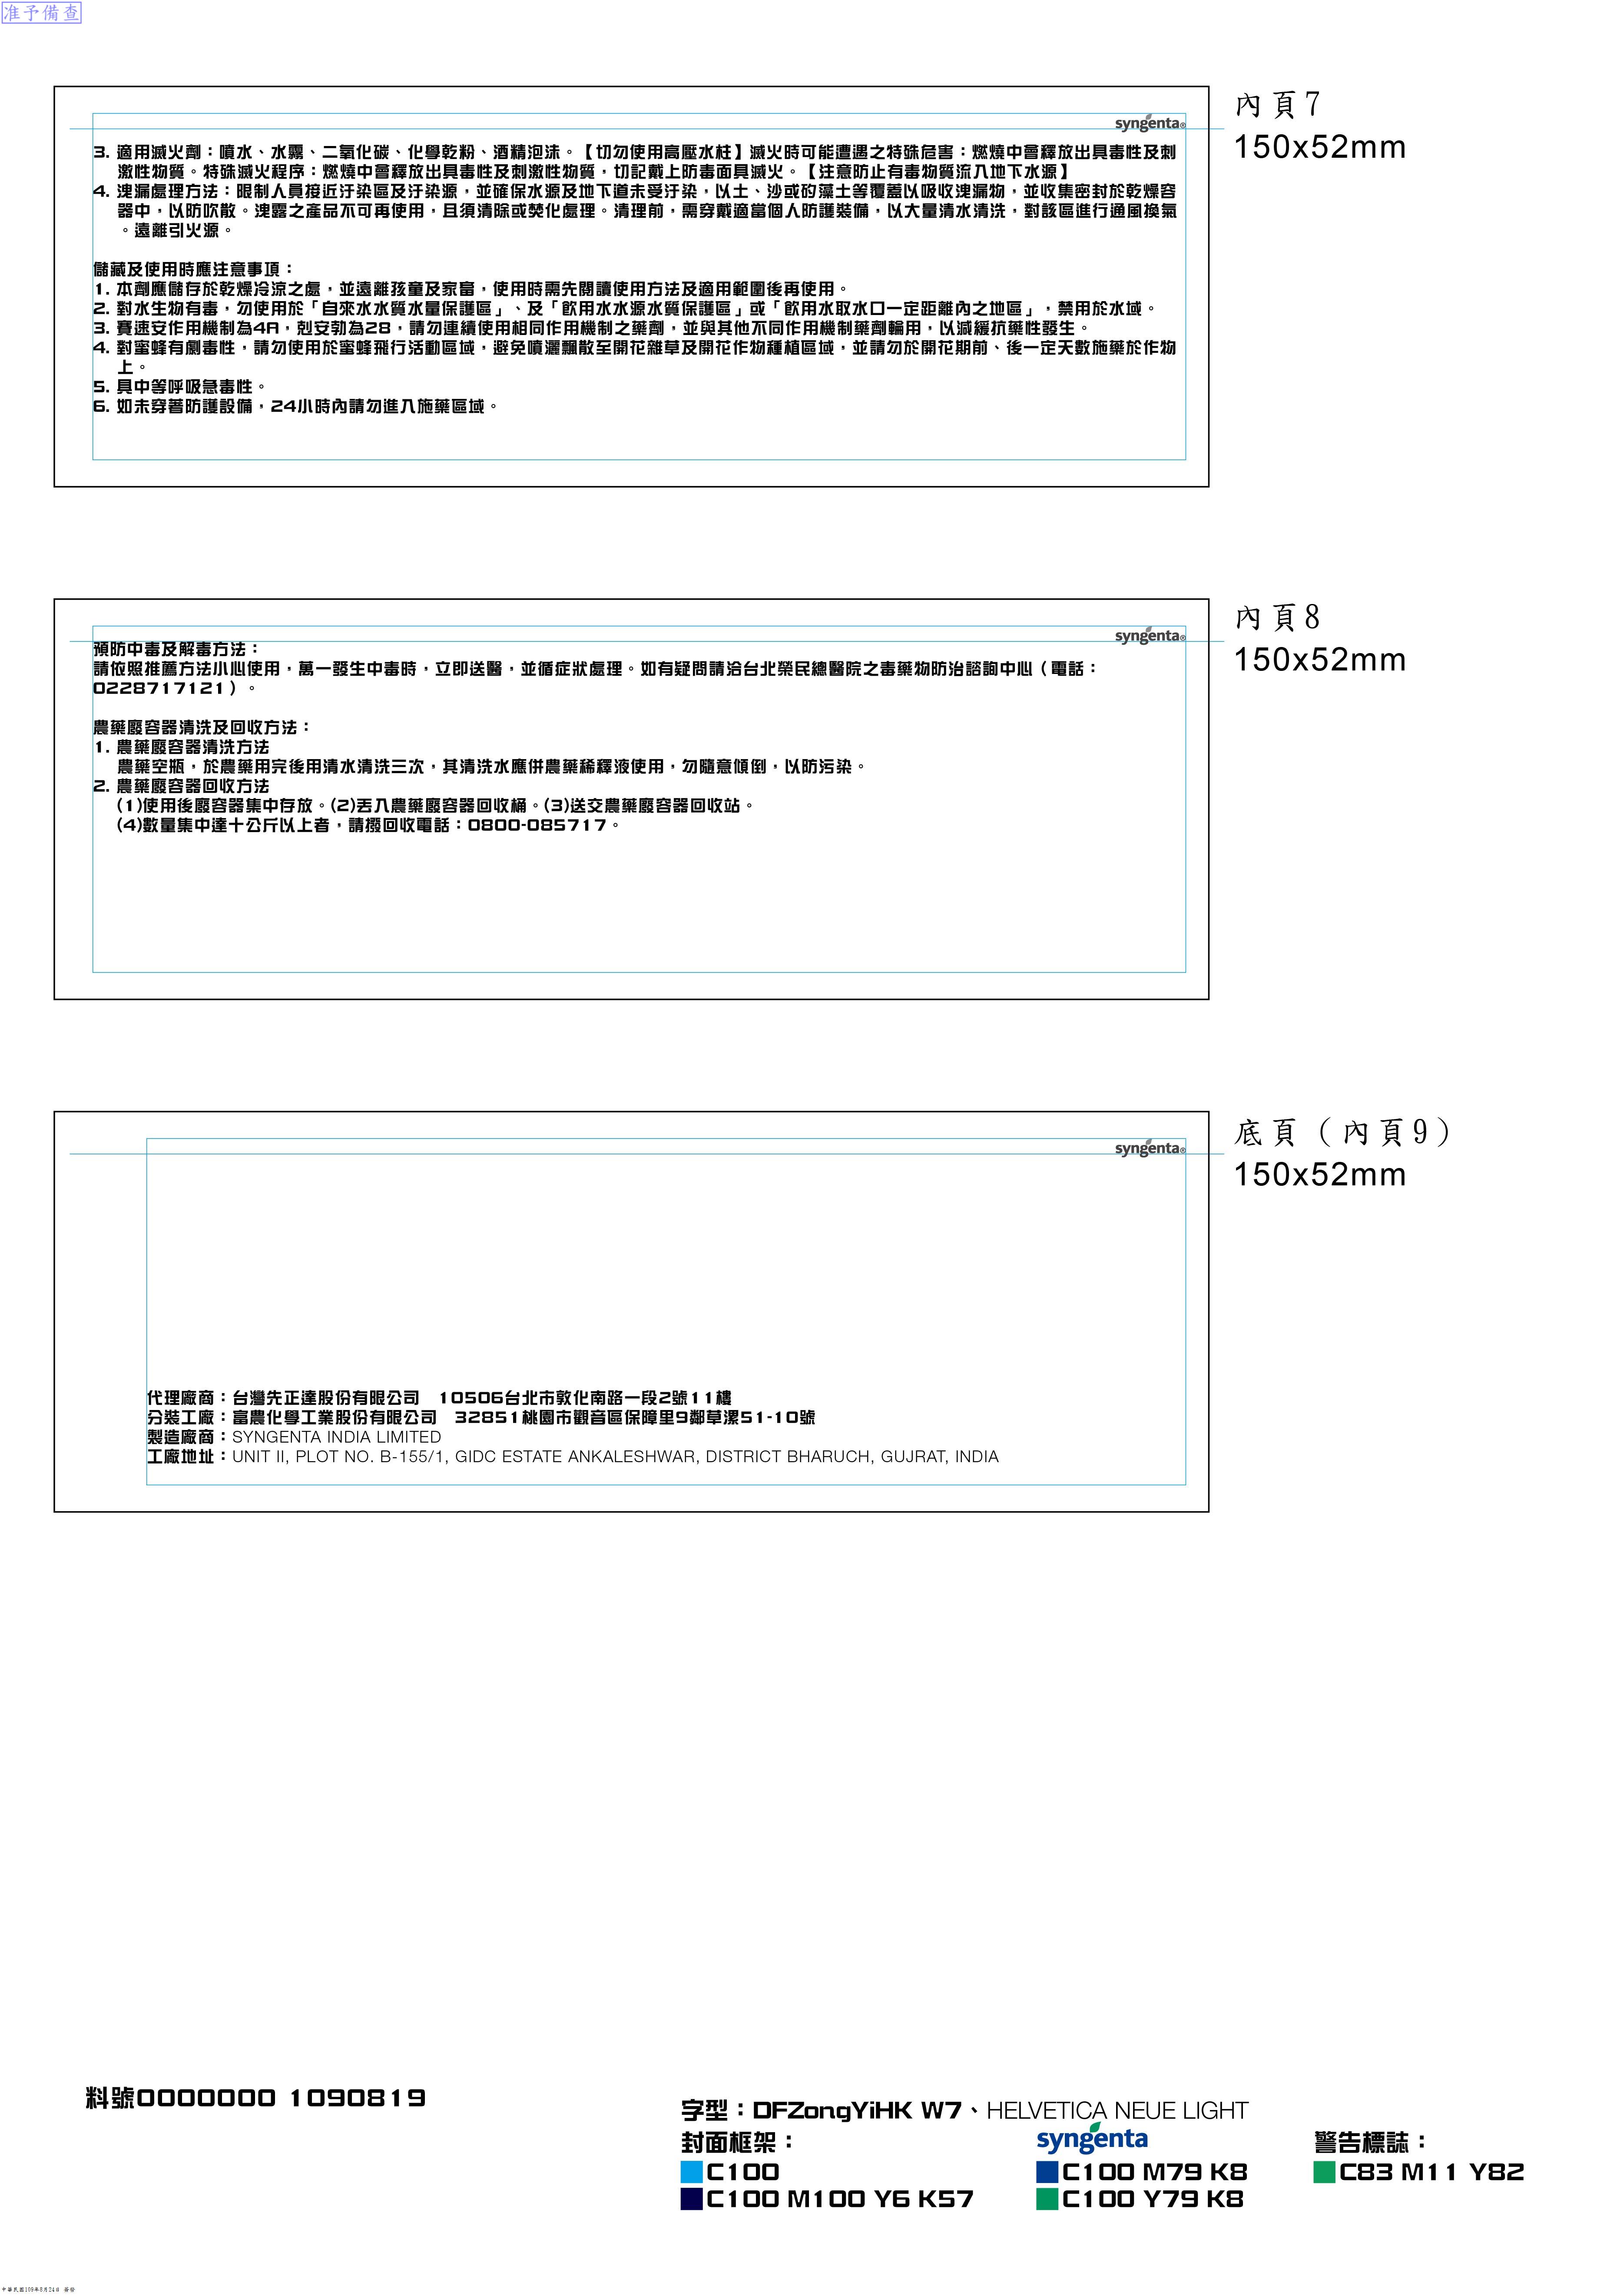 准予備查
內頁7
150x52mm
syngenta®
3. 適用滅火劑：噴水、水霧、二氧化碳、化學乾粉、酒精泡沫。【切勿使用高壓水柱】滅火時可能遭遇之特殊危害：燃燒中會釋放出具毒性及刺
激性物質。特殊滅火程序：燃燒中會釋放出具毒性及刺激性物質，切記戴上防毒面具滅火。【注意防止有毒物質流入地下水源】
4. 洩漏處理方法：限制人員接近汙染區及汙染源，並確保水源及地下道未受汙染，以土、沙或矽藻土等覆蓋以吸收洩漏物，並收集密封於乾燥容
器中，以防吹散。洩露之產品不可再使用，且須清除或焚化處理。清理前，需穿戴適當個人防護裝備，以大量清水清洗，對該區進行通風換氣
。遠離引火源。
儲藏及使用時應注意事項：
1. 本劑應儲存於乾燥冷涼之處，並遠離孩童及家畜，使用時需先閱讀使用方法及適用範圍後再使用。
2. 對水生物有毒，勿使用於「自來水水質水量保護區」、及「飲用水水源水質保護區」或「飲用水取水口一定距離內之地區」，禁用於水域。
3. 賽速安作用機制為4A，剋安勃為28，請勿連續使用相同作用機制之藥劑，並與其他不同作用機制藥劑輪用，以減緩抗藥性發生。
4. 對蜜蜂有劇毒性，請勿使用於蜜蜂飛行活動區域，避免噴灑飄散至開花雜草及開花作物種植區域，並請勿於開花期前、後一定天數施藥於作物
上。
5. 具中等呼吸急毒性。
6. 如未穿著防護設備，24小時內請勿進入施藥區域。
內頁8
150x52mm
syngenta®
預防中毒及解毒方法：
請依照推薦方法小心使用，萬一發生中毒時，立即送醫，並循症狀處理。如有疑問請洽台北榮民總醫院之毒藥物防治諮詢中心（電話：
0228717121）。
農藥廢容器清洗及回收方法：
1. 農藥廢容器清洗方法
農藥空瓶，於農藥用完後用清水清洗三次，其清洗水應併農藥稀釋液使用，勿隨意傾倒，以防污染。
2. 農藥廢容器回收方法
(1)使用後廢容器集中存放。(2)丟入農藥廢容器回收桶。(3)送交農藥廢容器回收站。
(4)數量集中達十公斤以上者，請撥回收電話：0800-085717。
底頁（內頁9）
150x52mm
syngenta®
代理廠商：台灣先正達股份有限公司　10506台北市敦化南路一段2號11樓
分裝工廠：富農化學工業股份有限公司　32851桃園市觀音區保障里9鄰草漯51-10號
製造廠商：SYNGENTA INDIA LIMITED
工廠地址：UNIT II, PLOT NO. B-155/1, GIDC ESTATE ANKALESHWAR, DISTRICT BHARUCH, GUJRAT, INDIA
料號0000000 1090819
字型：DFZongYiHK W7、HELVETICA NEUE LIGHT
封面框架：
syngenta
警告標誌：
C100
C100 M79 K8
C83 M11 Y82
C100 M100 Y6 K57
C100 Y79 K8
中華民國109年8月24日